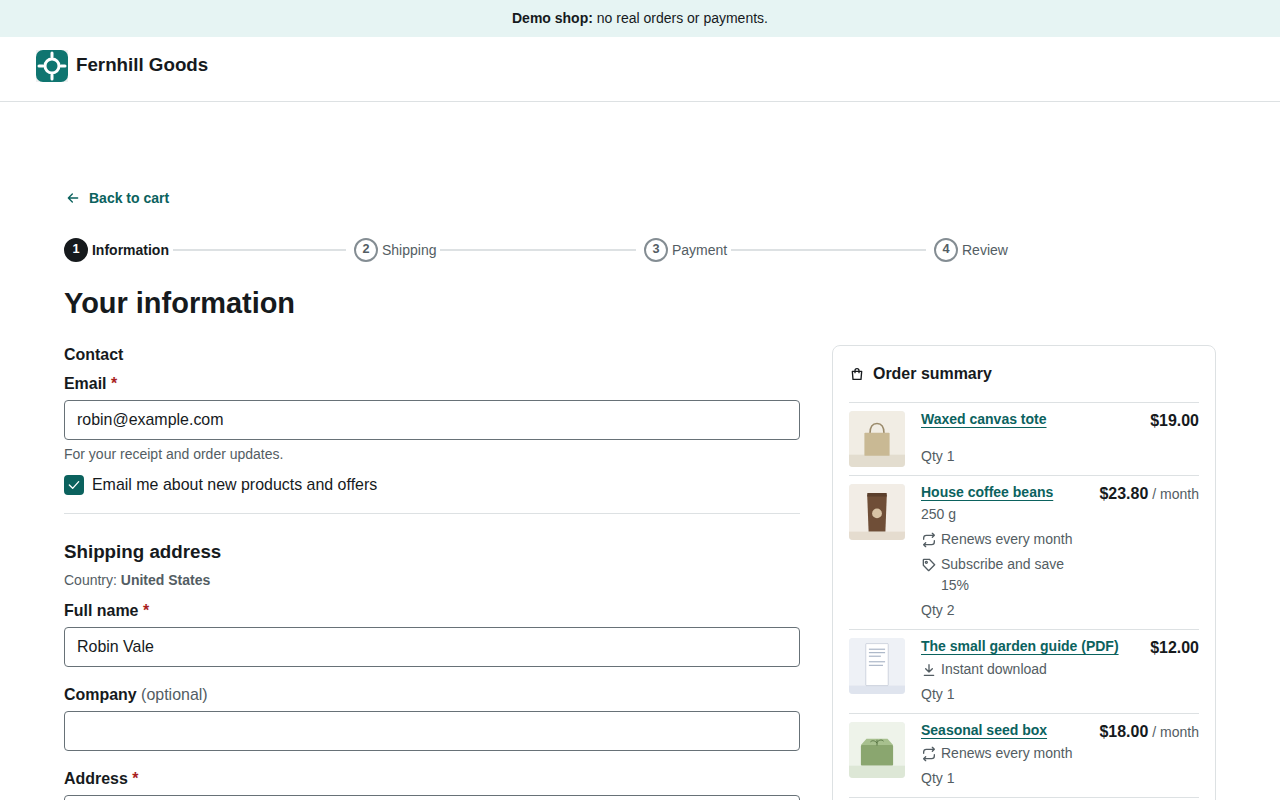 Demo shop: no real orders or payments.
Fernhill Goods
Back to cart
1 Information
2 Shipping
3 Payment
4 Review
Your information
Contact
Email *
robin@example.com
For your receipt and order updates.
Email me about new products and offers
Shipping address
Country: United States
Full name *
Robin Vale
Company (optional)
Address *
Order summary
Waxed canvas tote
$19.00
Qty 1
House coffee beans
$23.80 / month
250 g
Renews every month
Subscribe and save
15%
Qty 2
The small garden guide (PDF)
$12.00
Instant download
Qty 1
Seasonal seed box
$18.00 / month
Renews every month
Qty 1